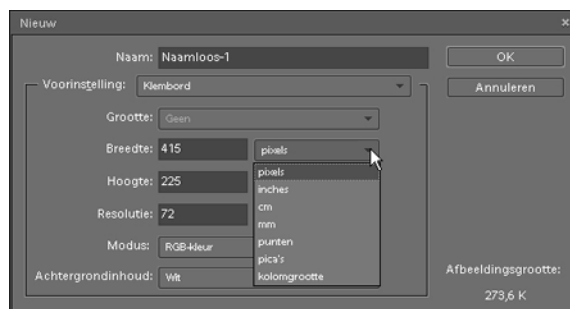 Nieuw x
Naam: Naamloos-1
OK
Voorinstelling: Klembord
Annuleren
Grootte: Geen
Breedte: 415 pixels
pixels
Hoogte: 225
inches
cm
Resolutie: 72
mm
punten
Modus: RGB-kleur
pica's
Achtergrondinhoud: Wit
kolomgrootte
Afbeeldingsgrootte:
273,6 K